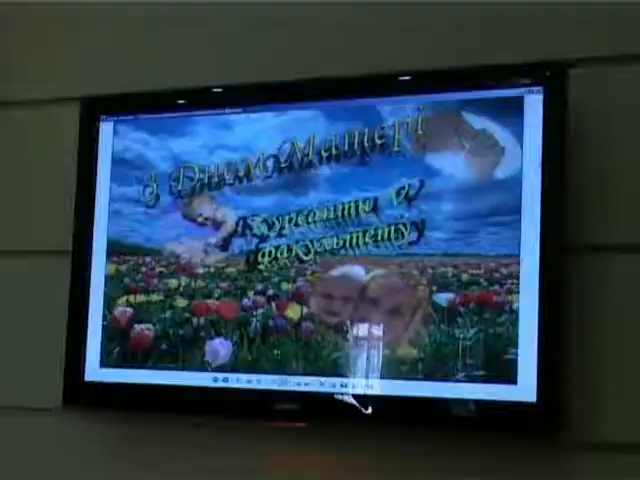 З Днем Матері
Курсанти
факультету